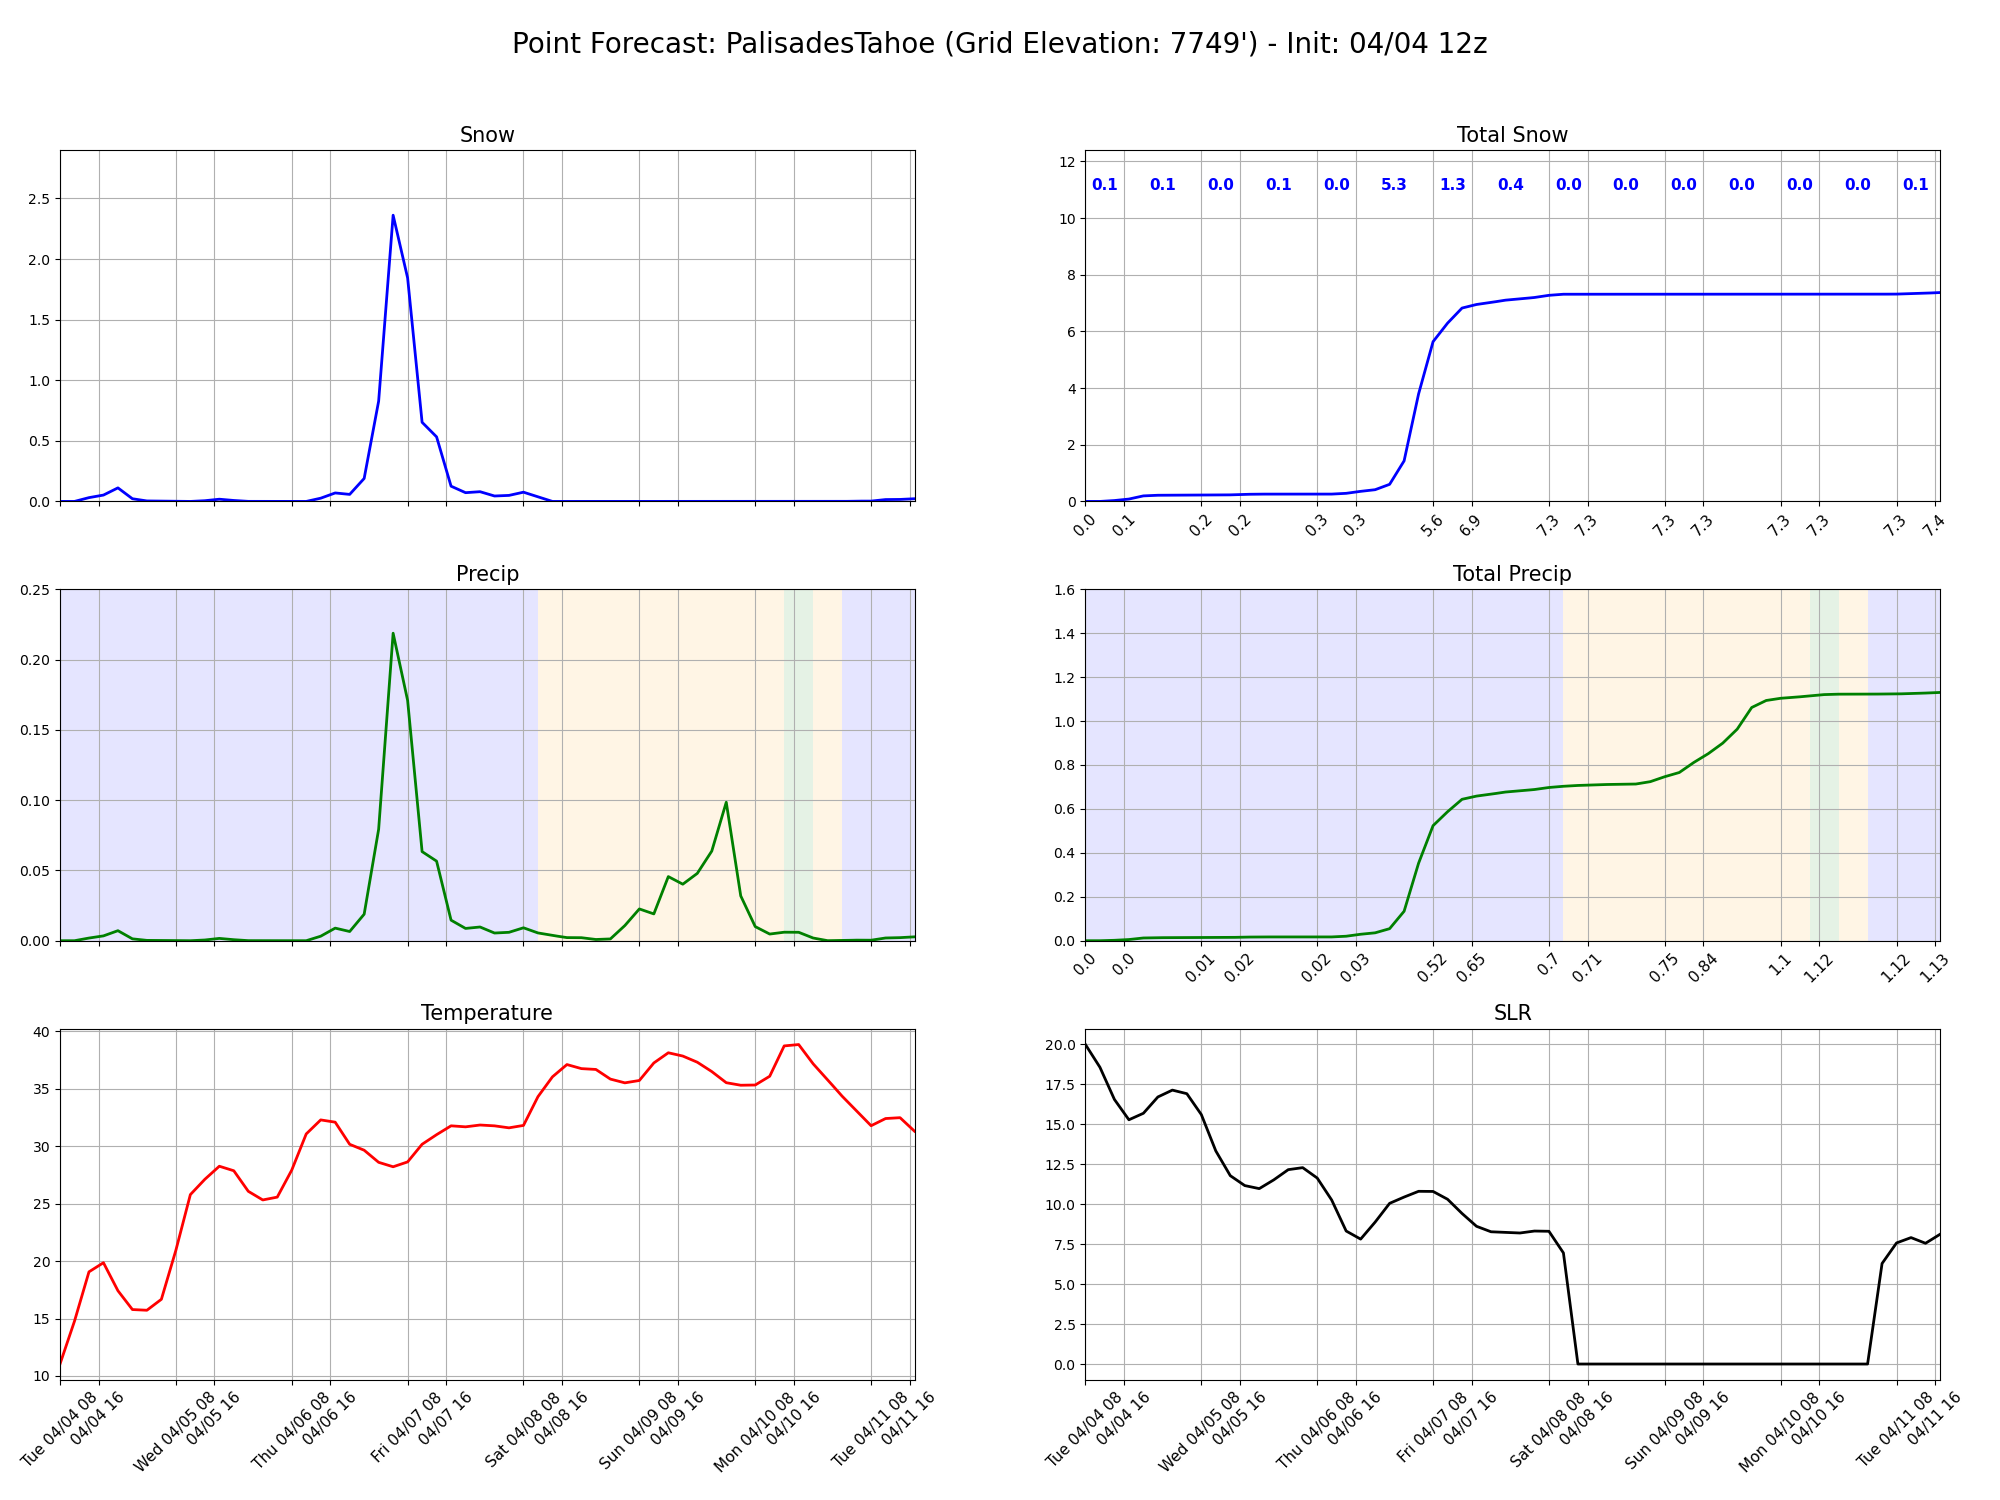 Point Forecast: PalisadesTahoe (Grid Elevation: 7749') - Init: 04/04 12z
Snow
2.5
2.0
1.5
1.0
0.5
0.0
Total Snow
12
10
8
6
4
2
0
0.1 0.1 0.0 0.1 0.0 5.3 1.3 0.4 0.0 0.0 0.0 0.0 0.0 0.0 0.1
0.0 0.1 0.2 0.2 0.3 0.3 5.6 6.9 7.3 7.3 7.3 7.3 7.3 7.3 7.3 7.4
Precip
0.25
0.20
0.15
0.10
0.05
0.00
Total Precip
1.6
1.4
1.2
1.0
0.8
0.6
0.4
0.2
0.0
0.0 0.0 0.01 0.02 0.02 0.03 0.52 0.65 0.7 0.71 0.75 0.84 1.1 1.12 1.12 1.13
Temperature
40
35
30
25
20
15
10
Tue 04/04 08
04/04 16
Wed 04/05 08
04/05 16
Thu 04/06 08
04/06 16
Fri 04/07 08
04/07 16
Sat 04/08 08
04/08 16
Sun 04/09 08
04/09 16
Mon 04/10 08
04/10 16
Tue 04/11 08
04/11 16
SLR
20.0
17.5
15.0
12.5
10.0
7.5
5.0
2.5
0.0
Tue 04/04 08
04/04 16
Wed 04/05 08
04/05 16
Thu 04/06 08
04/06 16
Fri 04/07 08
04/07 16
Sat 04/08 08
04/08 16
Sun 04/09 08
04/09 16
Mon 04/10 08
04/10 16
Tue 04/11 08
04/11 16